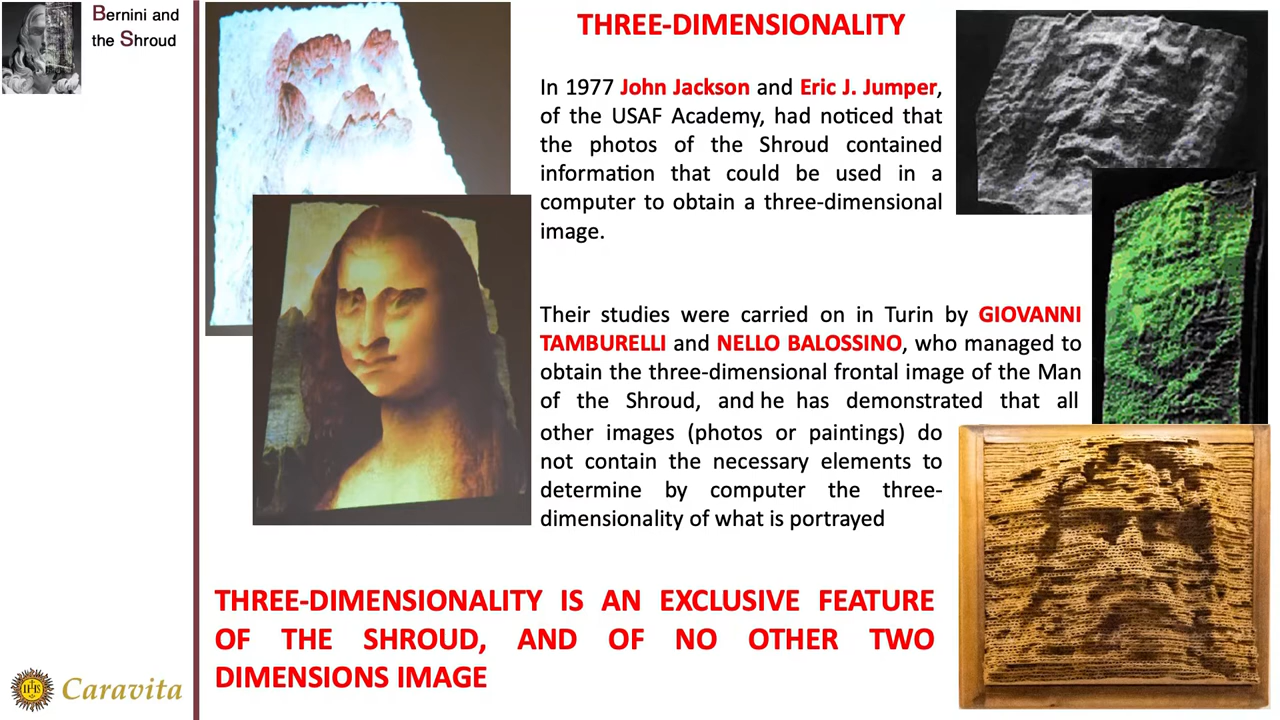 Bernini and
the Shroud
THREE-DIMENSIONALITY
In 1977 John Jackson and Eric J. Jumper,
of the USAF Academy, had noticed that
the photos of the Shroud contained
information that could be used in a
computer to obtain a three-dimensional
image.
Their studies were carried on in Turin by GIOVANNI
TAMBURELLI and NELLO BALOSSINO, who managed to
obtain the three-dimensional frontal image of the Man
of the Shroud, and he has demonstrated that all
other images (photos or paintings) do
not contain the necessary elements to
determine by computer the three-
dimensionality of what is portrayed
THREE-DIMENSIONALITY IS AN EXCLUSIVE FEATURE
OF THE SHROUD, AND OF NO OTHER TWO
DIMENSIONS IMAGE
IHS
Caravita